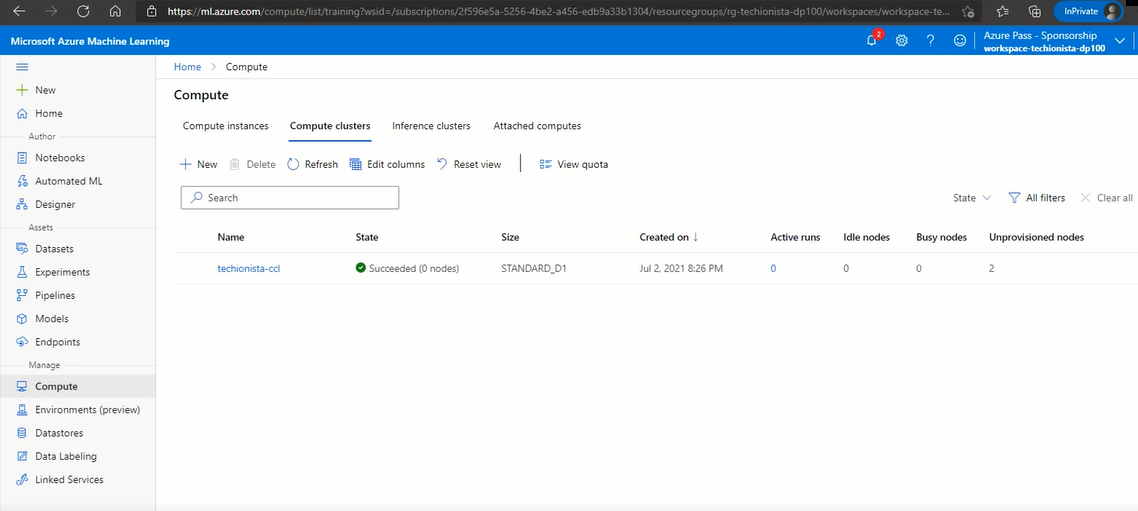 https://ml.azure.com/compute/list/training?wsid=/subscriptions/2f596e5a-5256-4be2-a456-edb9a33b1304/resourcegroups/rg-techionista-dp100/workspaces/workspace-te...
InPrivate
Microsoft Azure Machine Learning
2
Azure Pass - Sponsorship
workspace-techionista-dp100
Home > Compute
New
Home
Author
Notebooks
Automated ML
Designer
Assets
Datasets
Experiments
Pipelines
Models
Endpoints
Manage
Compute
Environments (preview)
Datastores
Data Labeling
Linked Services
Compute
Compute instances Compute clusters Inference clusters Attached computes
New Delete Refresh Edit columns Reset view View quota
Search
State All filters Clear all
Name State Size Created on ↓ Active runs Idle nodes Busy nodes Unprovisioned nodes
techionista-ccl Succeeded (0 nodes) STANDARD_D1 Jul 2, 2021 8:26 PM 0 0 0 2